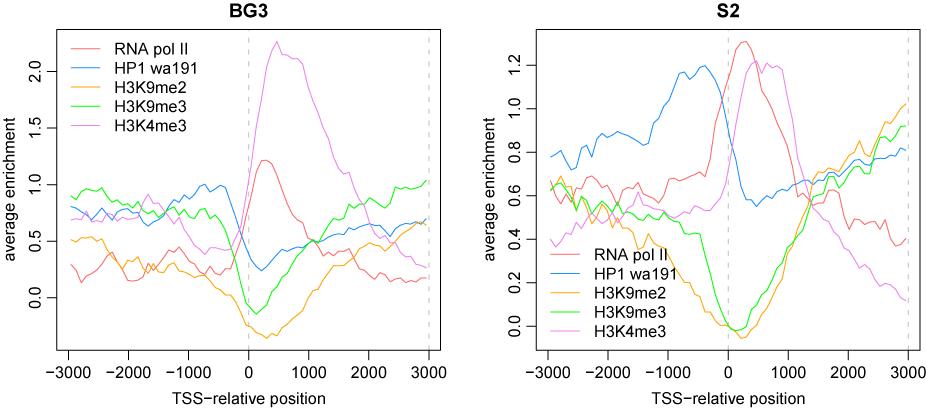 BG3
average enrichment
0.0
0.5
1.0
1.5
2.0
RNA pol II
HP1 wa191
H3K9me2
H3K9me3
H3K4me3
−3000 −2000 −1000 0 1000 2000 3000
TSS−relative position
S2
average enrichment
0.0
0.2
0.4
0.6
0.8
1.0
1.2
RNA pol II
HP1 wa191
H3K9me2
H3K9me3
H3K4me3
−3000 −2000 −1000 0 1000 2000 3000
TSS−relative position